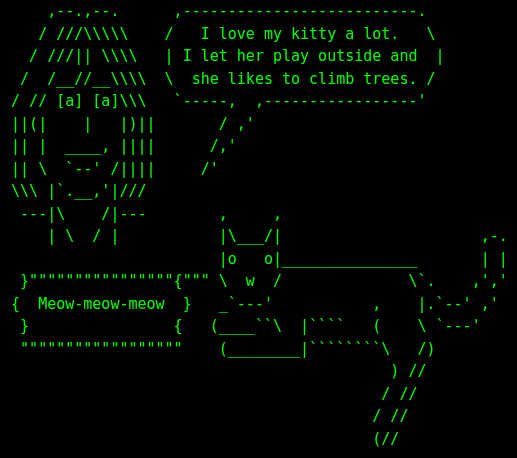 I love my kitty a lot.
I let her play outside and
she likes to climb trees.
Meow-meow-meow